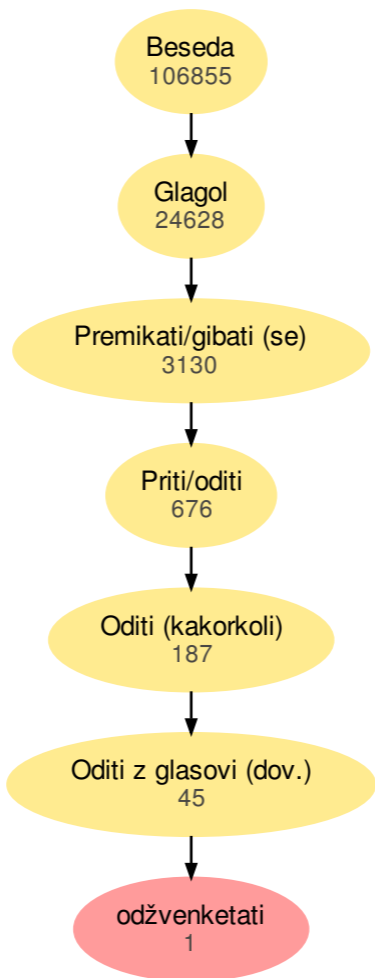 Beseda
106855
Glagol
24628
Premikati/gibati (se)
3130
Priti/oditi
676
Oditi (kakorkoli)
187
Oditi z glasovi (dov.)
45
odžvenketati
1